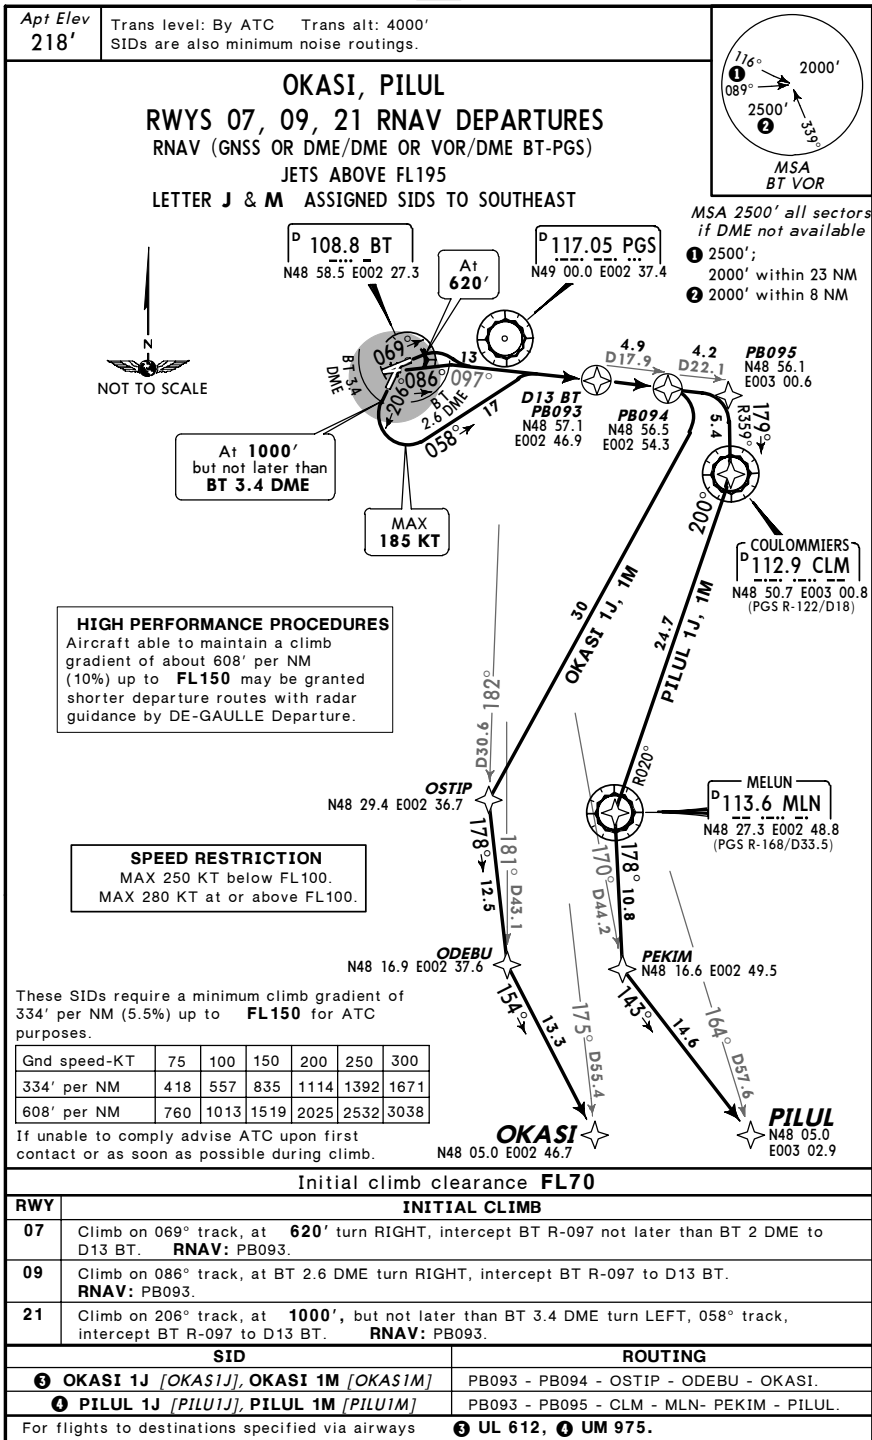 Apt Elev
218'
Trans level: By ATC Trans alt: 4000'
SIDs are also minimum noise routings.
OKASI, PILUL
RWYS 07, 09, 21 RNAV DEPARTURES
RNAV (GNSS OR DME/DME OR VOR/DME BT-PGS)
JETS ABOVE FL195
LETTER J & M ASSIGNED SIDS TO SOUTHEAST
116°
❶
089°
2000'
2500'
❷
339°
MSA
BT VOR
MSA 2500' all sectors
if DME not available
❶ 2500';
2000' within 23 NM
❷ 2000' within 8 NM
D 108.8 BT
N48 58.5 E002 27.3
At
620'
D 117.05 PGS
N49 00.0 E002 37.4
N
NOT TO SCALE
BT 3.4
DME
069°
086°
206°
BT
2.6 DME
13
097°
17
058°
D13 BT
PB093
N48 57.1
E002 46.9
4.9
D17.9
PB094
N48 56.5
E002 54.3
4.2
D22.1
PB095
N48 56.1
E003 00.6
5.4
R359°
179°
At 1000'
but not later than
BT 3.4 DME
MAX
185 KT
200°
COULOMMIERS
D 112.9 CLM
N48 50.7 E003 00.8
(PGS R-122/D18)
HIGH PERFORMANCE PROCEDURES
Aircraft able to maintain a climb
gradient of about 608' per NM
(10%) up to FL150 may be granted
shorter departure routes with radar
guidance by DE-GAULLE Departure.
30
OKASI 1J, 1M
24.7
PILUL 1J, 1M
D30.6 182°
R020°
OSTIP
N48 29.4 E002 36.7
MELUN
D 113.6 MLN
N48 27.3 E002 48.8
(PGS R-168/D33.5)
SPEED RESTRICTION
MAX 250 KT below FL100.
MAX 280 KT at or above FL100.
178°
12.5
181° D43.1
170° D44.2
178°
10.8
ODEBU
N48 16.9 E002 37.6
PEKIM
N48 16.6 E002 49.5
154°
13.3
175° D55.4
143°
14.6
164° D57.6
These SIDs require a minimum climb gradient of
334' per NM (5.5%) up to FL150 for ATC
purposes.
Gnd speed-KT 75 100 150 200 250 300
334' per NM 418 557 835 1114 1392 1671
608' per NM 760 1013 1519 2025 2532 3038
If unable to comply advise ATC upon first
contact or as soon as possible during climb.
OKASI
N48 05.0 E002 46.7
PILUL
N48 05.0
E003 02.9
Initial climb clearance FL70
RWY INITIAL CLIMB
07 Climb on 069° track, at 620' turn RIGHT, intercept BT R-097 not later than BT 2 DME to
D13 BT. RNAV: PB093.
09 Climb on 086° track, at BT 2.6 DME turn RIGHT, intercept BT R-097 to D13 BT.
RNAV: PB093.
21 Climb on 206° track, at 1000', but not later than BT 3.4 DME turn LEFT, 058° track,
intercept BT R-097 to D13 BT. RNAV: PB093.
SID ROUTING
❸ OKASI 1J [OKAS1J], OKASI 1M [OKAS1M] PB093 - PB094 - OSTIP - ODEBU - OKASI.
❹ PILUL 1J [PILU1J], PILUL 1M [PILU1M] PB093 - PB095 - CLM - MLN- PEKIM - PILUL.
For flights to destinations specified via airways ❸ UL 612, ❹ UM 975.